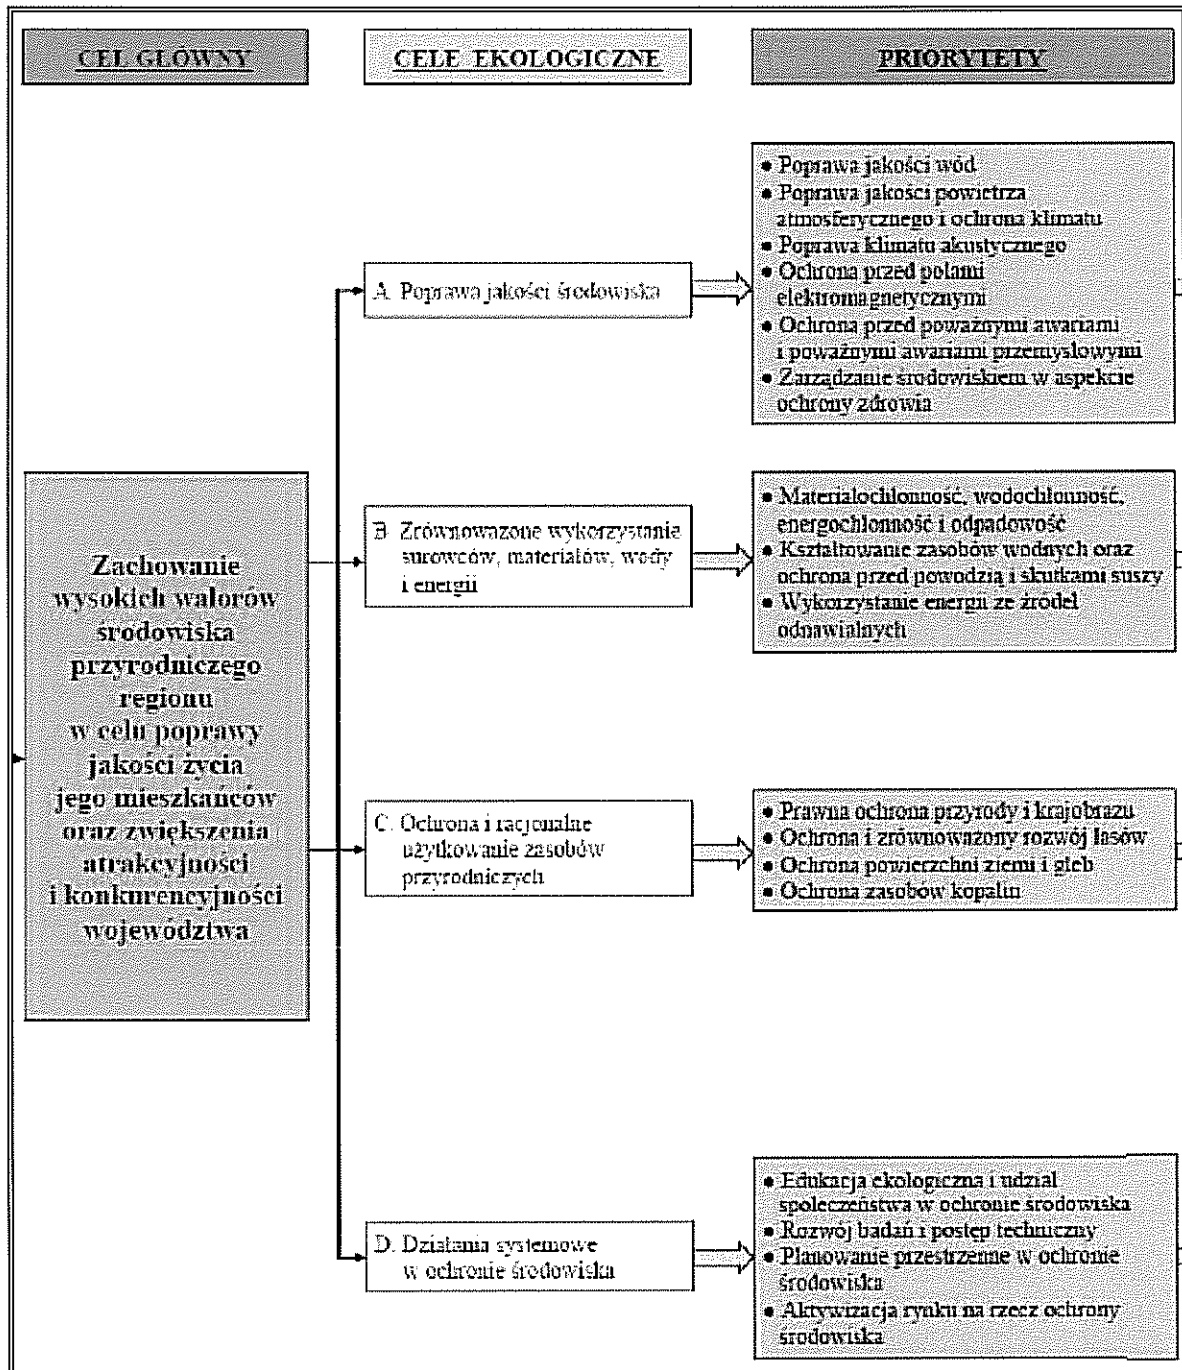 CEL GŁÓWNY
CELE EKOLOGICZNE
PRIORYTETY
Zachowanie
wysokich walorów
środowiska
przyrodniczego
regionu
w celu poprawy
jakości życia
jego mieszkańców
oraz zwiększenia
atrakcyjności
i konkurencyjności
województwa
A. Poprawa jakości środowiska
• Poprawa jakości wód
• Poprawa jakości powietrza
atmosferycznego i ochrona klimatu
• Poprawa klimatu akustycznego
• Ochrona przed polami
elektromagnetycznymi
• Ochrona przed poważnymi awariami
i poważnymi awariami przemysłowymi
• Zarządzanie środowiskiem w aspekcie
ochrony zdrowia
B. Zrównoważone wykorzystanie
surowców, materiałów, wody
i energii
• Materiałochłonność, wodochłonność,
energochłonność i odpadowość
• Kształtowanie zasobów wodnych oraz
ochrona przed powodzią i skutkami suszy
• Wykorzystanie energii ze źródeł
odnawialnych
C. Ochrona i racjonalne
użytkowanie zasobów
przyrodniczych
• Prawna ochrona przyrody i krajobrazu
• Ochrona i zrównoważony rozwój lasów
• Ochrona powierzchni ziemi i gleb
• Ochrona zasobów kopalin
D. Działania systemowe
w ochronie środowiska
• Edukacja ekologiczna i udział
społeczeństwa w ochronie środowiska
• Rozwój badań i postęp techniczny
• Planowanie przestrzenne w ochronie
środowiska
• Aktywizacja rynku na rzecz ochrony
środowiska